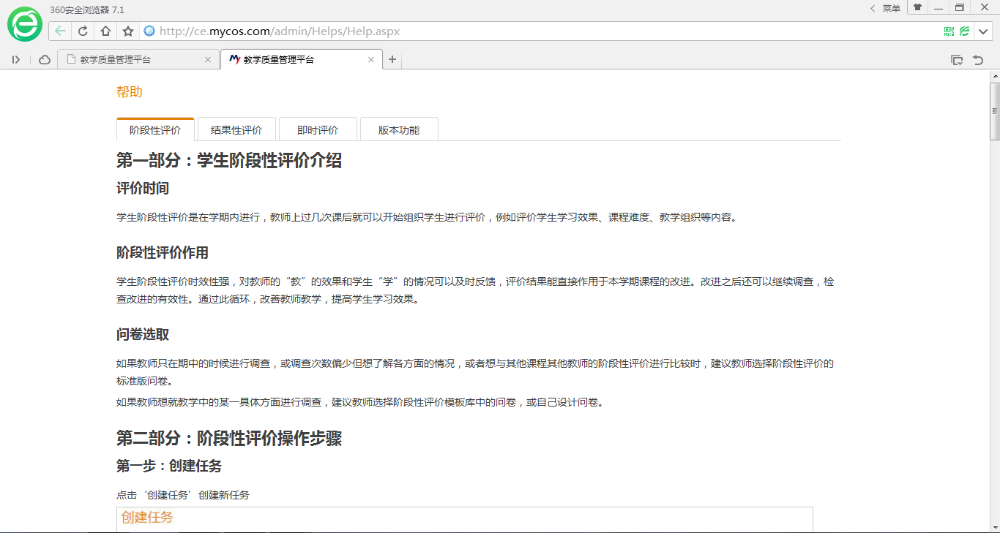 360安全浏览器 7.1
菜单
http://ce.mycos.com/admin/Helps/Help.aspx
教学质量管理平台
My 教学质量管理平台
帮助
阶段性评价 结果性评价 即时评价 版本功能
第一部分：学生阶段性评价介绍
评价时间
学生阶段性评价是在学期内进行，教师上过几次课后就可以开始组织学生进行评价，例如评价学生学习效果、课程难度、教学组织等内容。
阶段性评价作用
学生阶段性评价时效性强，对教师的“教”的效果和学生“学”的情况可以及时反馈，评价结果能直接作用于本学期课程的改进。改进之后还可以继续调查，检
查改进的有效性。通过此循环，改善教师教学，提高学生学习效果。
问卷选取
如果教师只在期中的时候进行调查，或调查次数偏少但想了解各方面的情况，或者想与其他课程其他教师的阶段性评价进行比较时，建议教师选择阶段性评价的
标准版问卷。
如果教师想就教学中的某一具体方面进行调查，建议教师选择阶段性评价模板库中的问卷，或自己设计问卷。
第二部分：阶段性评价操作步骤
第一步：创建任务
点击‘创建任务’创建新任务
创建任务